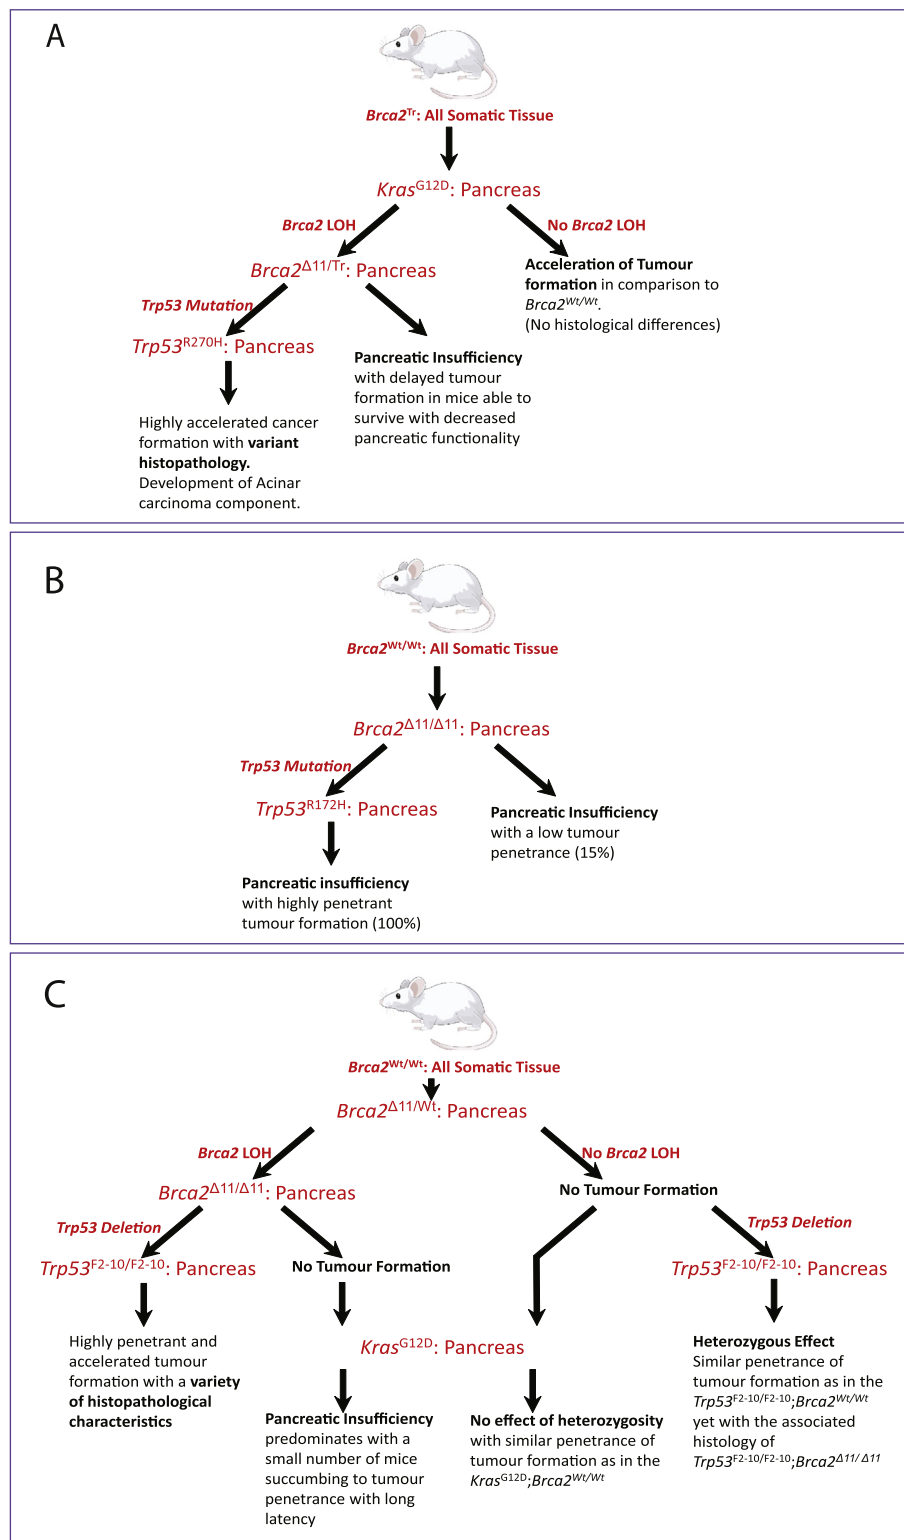 A
Brca2Tr: All Somatic Tissue
KrasG12D: Pancreas
Brca2 LOH
No Brca2 LOH
Brca2Δ11/Tr: Pancreas
Acceleration of Tumour
formation in comparison to
Brca2Wt/Wt.
(No histological differences)
Trp53 Mutation
Trp53R270H: Pancreas
Pancreatic Insufficiency
with delayed tumour
formation in mice able to
survive with decreased
pancreatic functionality
Highly accelerated cancer
formation with variant
histopathology.
Development of Acinar
carcinoma component.
B
Brca2Wt/Wt: All Somatic Tissue
Brca2Δ11/Δ11: Pancreas
Trp53 Mutation
Trp53R172H: Pancreas
Pancreatic Insufficiency
with a low tumour
penetrance (15%)
Pancreatic insufficiency
with highly penetrant
tumour formation (100%)
C
Brca2Wt/Wt: All Somatic Tissue
Brca2Δ11/Wt: Pancreas
Brca2 LOH
No Brca2 LOH
Brca2Δ11/Δ11: Pancreas
No Tumour Formation
Trp53 Deletion
Trp53 Deletion
Trp53F2-10/F2-10: Pancreas
No Tumour Formation
Trp53F2-10/F2-10: Pancreas
KrasG12D: Pancreas
Highly penetrant and
accelerated tumour
formation with a variety
of histopathological
characteristics
Pancreatic Insufficiency
predominates with a
small number of mice
succumbing to tumour
penetrance with long
latency
No effect of heterozygosity
with similar penetrance of
tumour formation as in the
KrasG12D;Brca2Wt/Wt
Heterozygous Effect
Similar penetrance of
tumour formation as in the
Trp53F2-10/F2-10;Brca2Wt/Wt
yet with the associated
histology of
Trp53F2-10/F2-10;Brca2Δ11/ Δ11